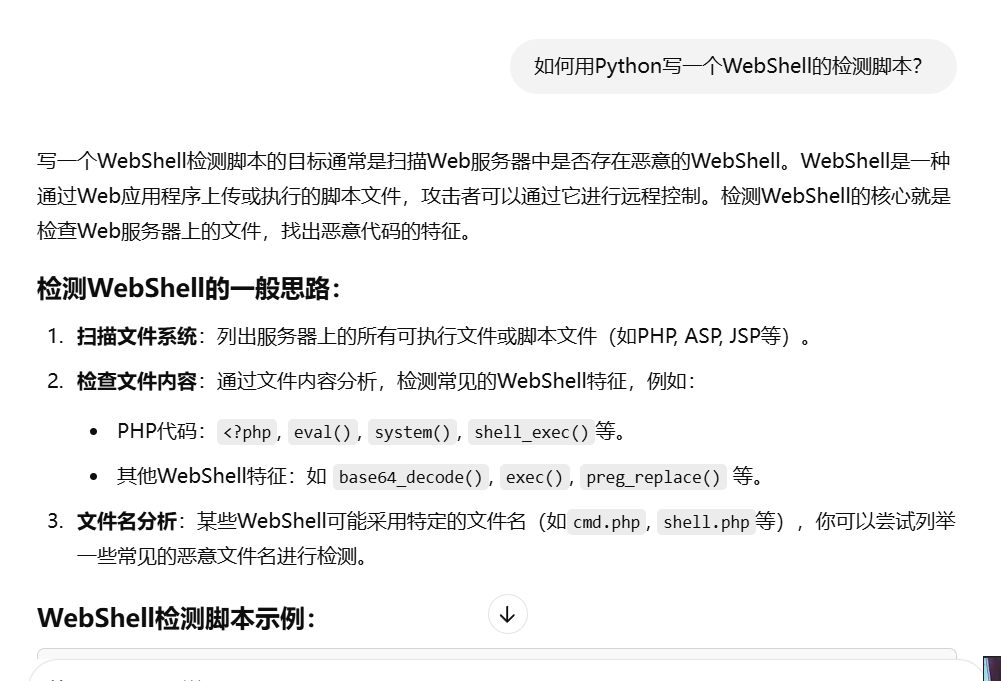 如何用Python写一个WebShell的检测脚本?
写一个WebShell检测脚本的目标通常是扫描Web服务器中是否存在恶意的WebShell。WebShell是一种
通过Web应用程序上传或执行的脚本文件，攻击者可以通过它进行远程控制。检测WebShell的核心就是
检查Web服务器上的文件，找出恶意代码的特征。
检测WebShell的一般思路：
1. 扫描文件系统：列出服务器上的所有可执行文件或脚本文件（如PHP, ASP, JSP等）。
2. 检查文件内容：通过文件内容分析，检测常见的WebShell特征，例如：
• PHP代码：<?php, eval(), system(), shell_exec()等。
• 其他WebShell特征：如 base64_decode(), exec(), preg_replace() 等。
3. 文件名分析：某些WebShell可能采用特定的文件名（如cmd.php, shell.php等），你可以尝试列举
一些常见的恶意文件名进行检测。
WebShell检测脚本示例：